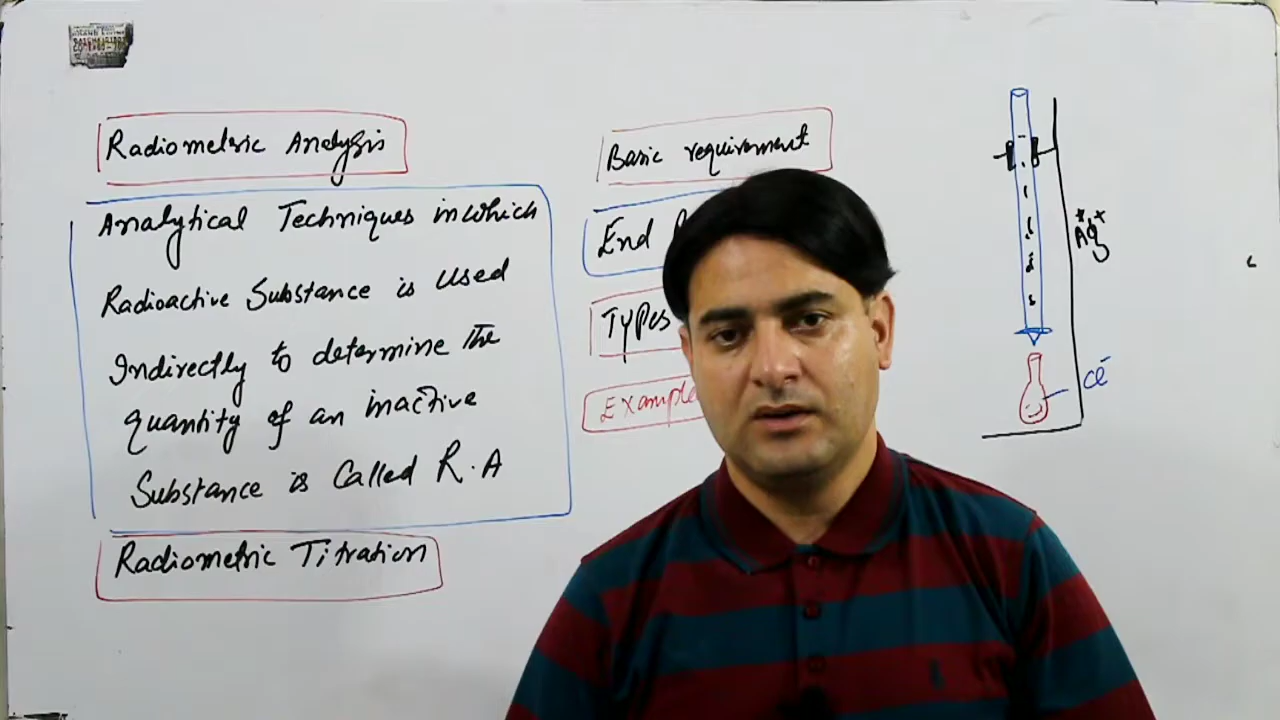 Radiometric Analysis
Analytical Techniques in which
Radioactive Substance is used
Indirectly to determine the
quantity of an inactive
Substance is called R.A
Radiometric Titration
Basic requirement
End
Types
Example
*Ag+
Cl-